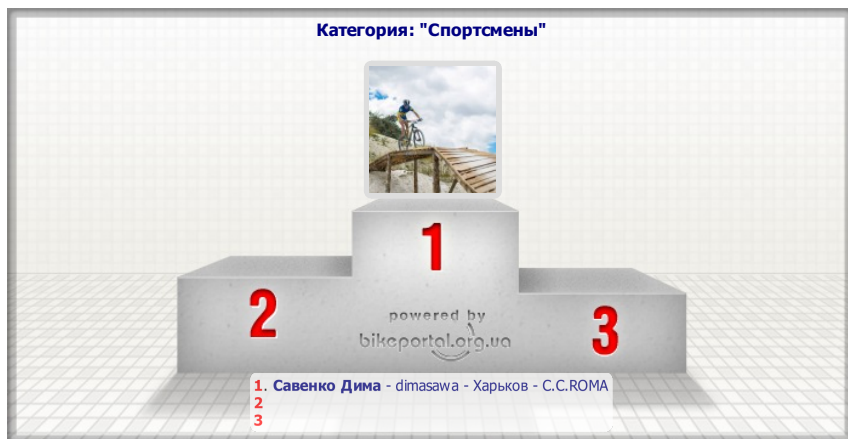 Категория: "Спортсмены"
1
2
3
powered by
bikeportal.org.ua
1. Савенко Дима - dimasawa - Харьков - C.C.ROMA
2
3